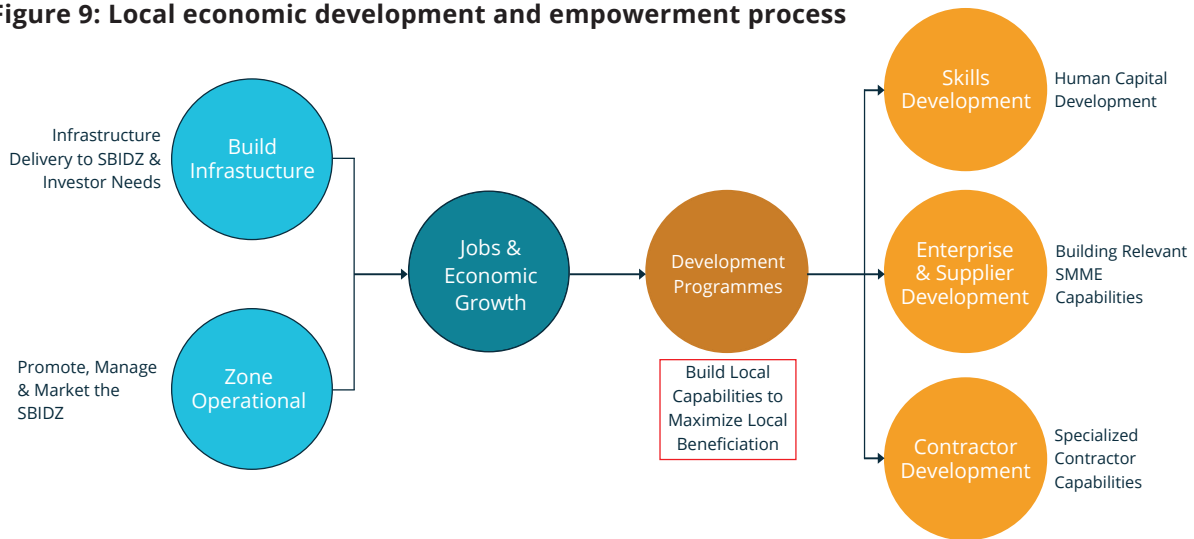 Figure 9: Local economic development and empowerment process
Infrastructure
Delivery to SBIDZ &
Investor Needs
Build
Infrastucture
Promote, Manage
& Market the
SBIDZ
Zone
Operational
Jobs &
Economic
Growth
Development
Programmes
Build Local
Capabilities to
Maximize Local
Beneficiation
Skills
Development
Human Capital
Development
Enterprise
& Supplier
Development
Building Relevant
SMME
Capabilities
Contractor
Development
Specialized
Contractor
Capabilities